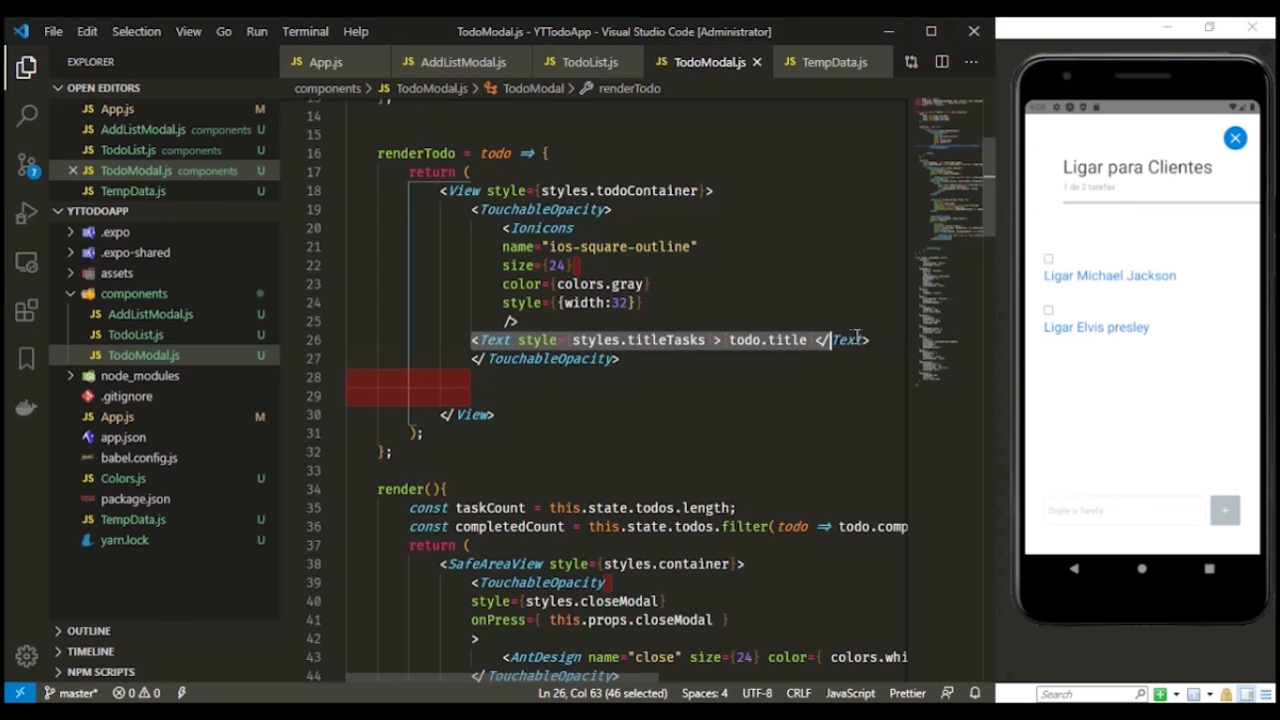 File Edit Selection View Go Run Terminal Help
TodoModal.js - YTTodoApp - Visual Studio Code [Administrator]
EXPLORER
App.js AddListModal.js TodoList.js TodoModal.js TempData.js
OPEN EDITORS
App.js M
AddListModal.js components U
TodoList.js components U
TodoModal.js components U
TempData.js U
YTTODOAPP
.expo
.expo-shared
assets
components
AddListModal.js U
TodoList.js U
TodoModal.js U
node_modules
.gitignore
App.js M
app.json
babel.config.js
Colors.js U
package.json
TempData.js U
yarn.lock
OUTLINE
TIMELINE
NPM SCRIPTS
7
components > JS TodoModal.js > TodoModal > renderTodo
14
15
16 renderTodo = todo => {
17 return (
18 <View style={styles.todoContainer}>
19 <TouchableOpacity>
20 <Ionicons
21 name="ios-square-outline"
22 size={24}
23 color={colors.gray}
24 style={{width:32}}
25 />
26 <Text style={styles.titleTasks}>{todo.title}</Text>
27 </TouchableOpacity>
28
29
30 </View>
31 );
32 };
33
34 render(){
35 const taskCount = this.state.todos.length;
36 const completedCount = this.state.todos.filter(todo => todo.comp
37 return (
38 <SafeAreaView style={styles.container}>
39 <TouchableOpacity
40 style={styles.closeModal}
41 onPress={ this.props.closeModal }
42 >
43 <AntDesign name="close" size={24} color={ colors.whi
44 </TouchableOpacity>
master* 0 0 Ln 26, Col 63 (46 selected) Spaces: 4 UTF-8 CRLF JavaScript Prettier
Ligar para Clientes
1 de 2 tarefas
Ligar Michael Jackson
Ligar Elvis presley
Digite a Tarefa +
Search